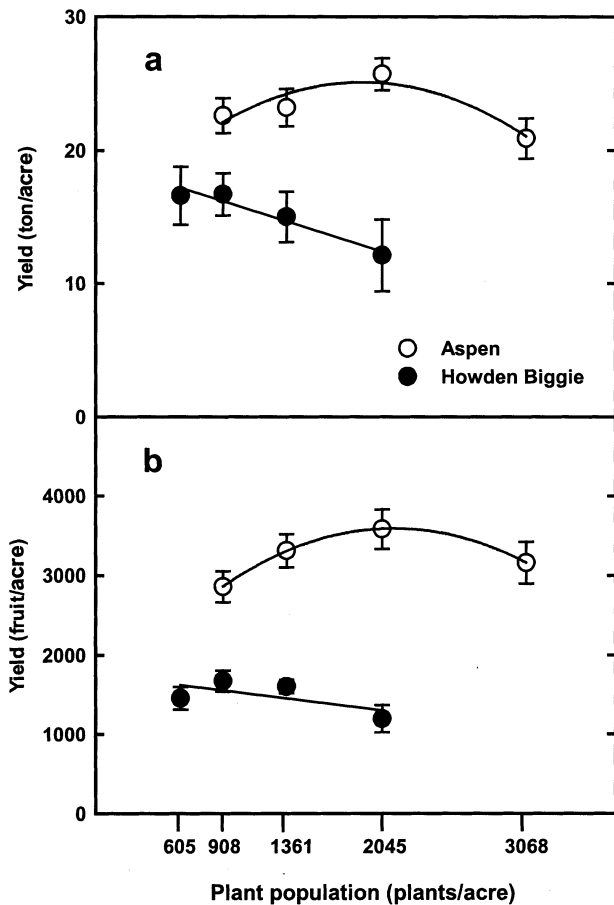 30
a
20
Yield (ton/acre)
10
Aspen
Howden Biggie
0
b
4000
3000
Yield (fruit/acre)
2000
1000
0
605 908 1361 2045 3068
Plant population (plants/acre)